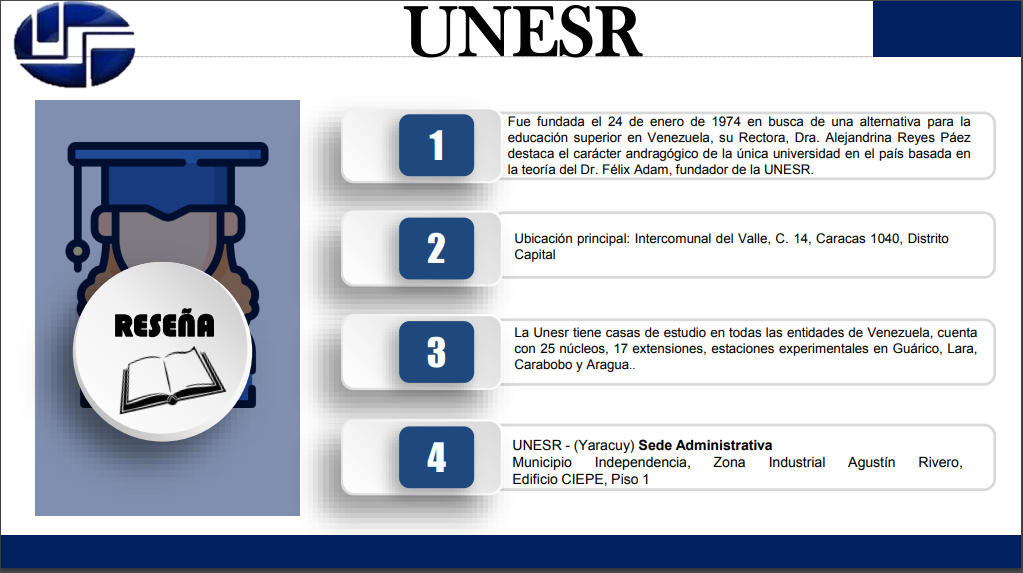 UNESR
RESEÑA
1
Fue fundada el 24 de enero de 1974 en busca de una alternativa para la
educación superior en Venezuela, su Rectora, Dra. Alejandrina Reyes Páez
destaca el carácter andragógico de la única universidad en el país basada en
la teoría del Dr. Félix Adam, fundador de la UNESR.
2
Ubicación principal: Intercomunal del Valle, C. 14, Caracas 1040, Distrito
Capital
3
La Unesr tiene casas de estudio en todas las entidades de Venezuela, cuenta
con 25 núcleos, 17 extensiones, estaciones experimentales en Guárico, Lara,
Carabobo y Aragua..
4
UNESR - (Yaracuy) Sede Administrativa
Municipio Independencia, Zona Industrial Agustín Rivero,
Edificio CIEPE, Piso 1